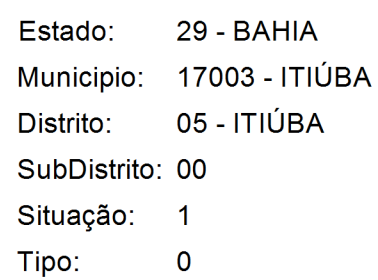 Estado: 29 - BAHIA
Municipio: 17003 - ITIÚBA
Distrito: 05 - ITIÚBA
SubDistrito: 00
Situação: 1
Tipo: 0